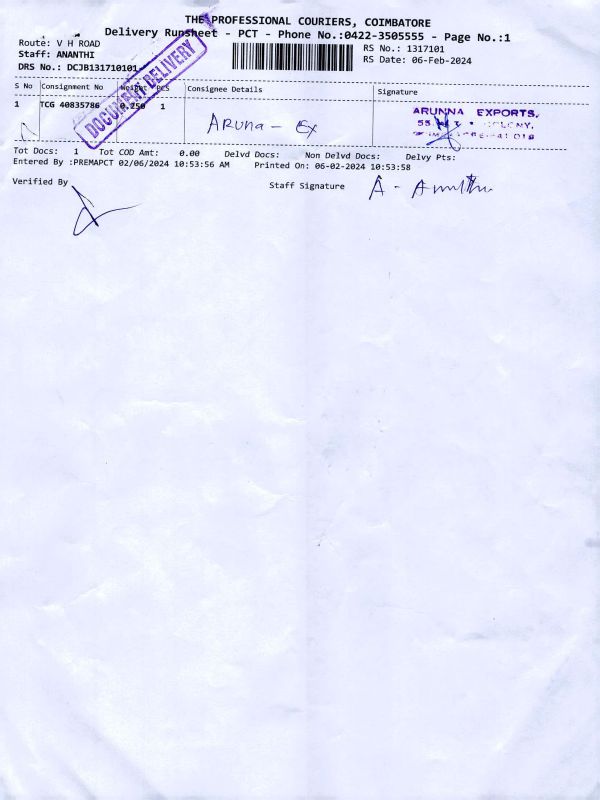 THE PROFESSIONAL COURIERS, COIMBATORE
Delivery Runsheet - PCT - Phone No.:0422-3505555 - Page No.:1
Route: V H ROAD
RS No.: 1317101
Staff: ANANTHI
RS Date: 06-Feb-2024
DRS No.: DCJB131710101
DOCUMENT DELIVERY
S No Consignment No Weight PCS Consignee Details Signature
1 TCG 40835786 0.250 1
Aruna - Ex
ARUNNA EXPORTS,
Tot Docs: 1 Tot COD Amt: 0.00 Delvd Docs: Non Delvd Docs: Delvy Pts:
Entered By :PREMAPCT 02/06/2024 10:53:56 AM Printed On: 06-02-2024 10:53:58
Verified By
Staff Signature